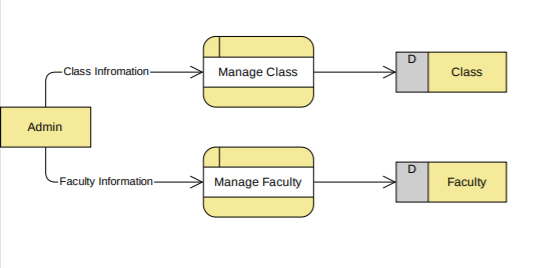 Class Infromation
Manage Class
D
Class
Admin
Faculty Information
Manage Faculty
D
Faculty